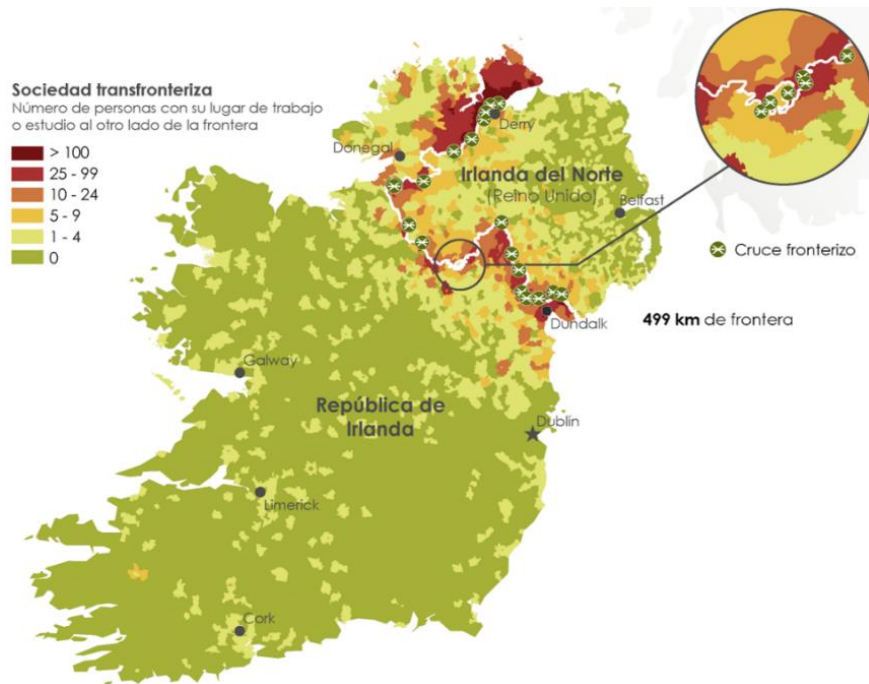 Sociedad transfronteriza
Número de personas con su lugar de trabajo
o estudio al otro lado de la frontera
> 100
25 - 99
10 - 24
5 - 9
1 - 4
0
Derry
Donegal
Irlanda del Norte
(Reino Unido)
Belfast
Cruce fronterizo
Dundalk
499 km de frontera
Galway
República de
Irlanda
Dublín
Limerick
Cork